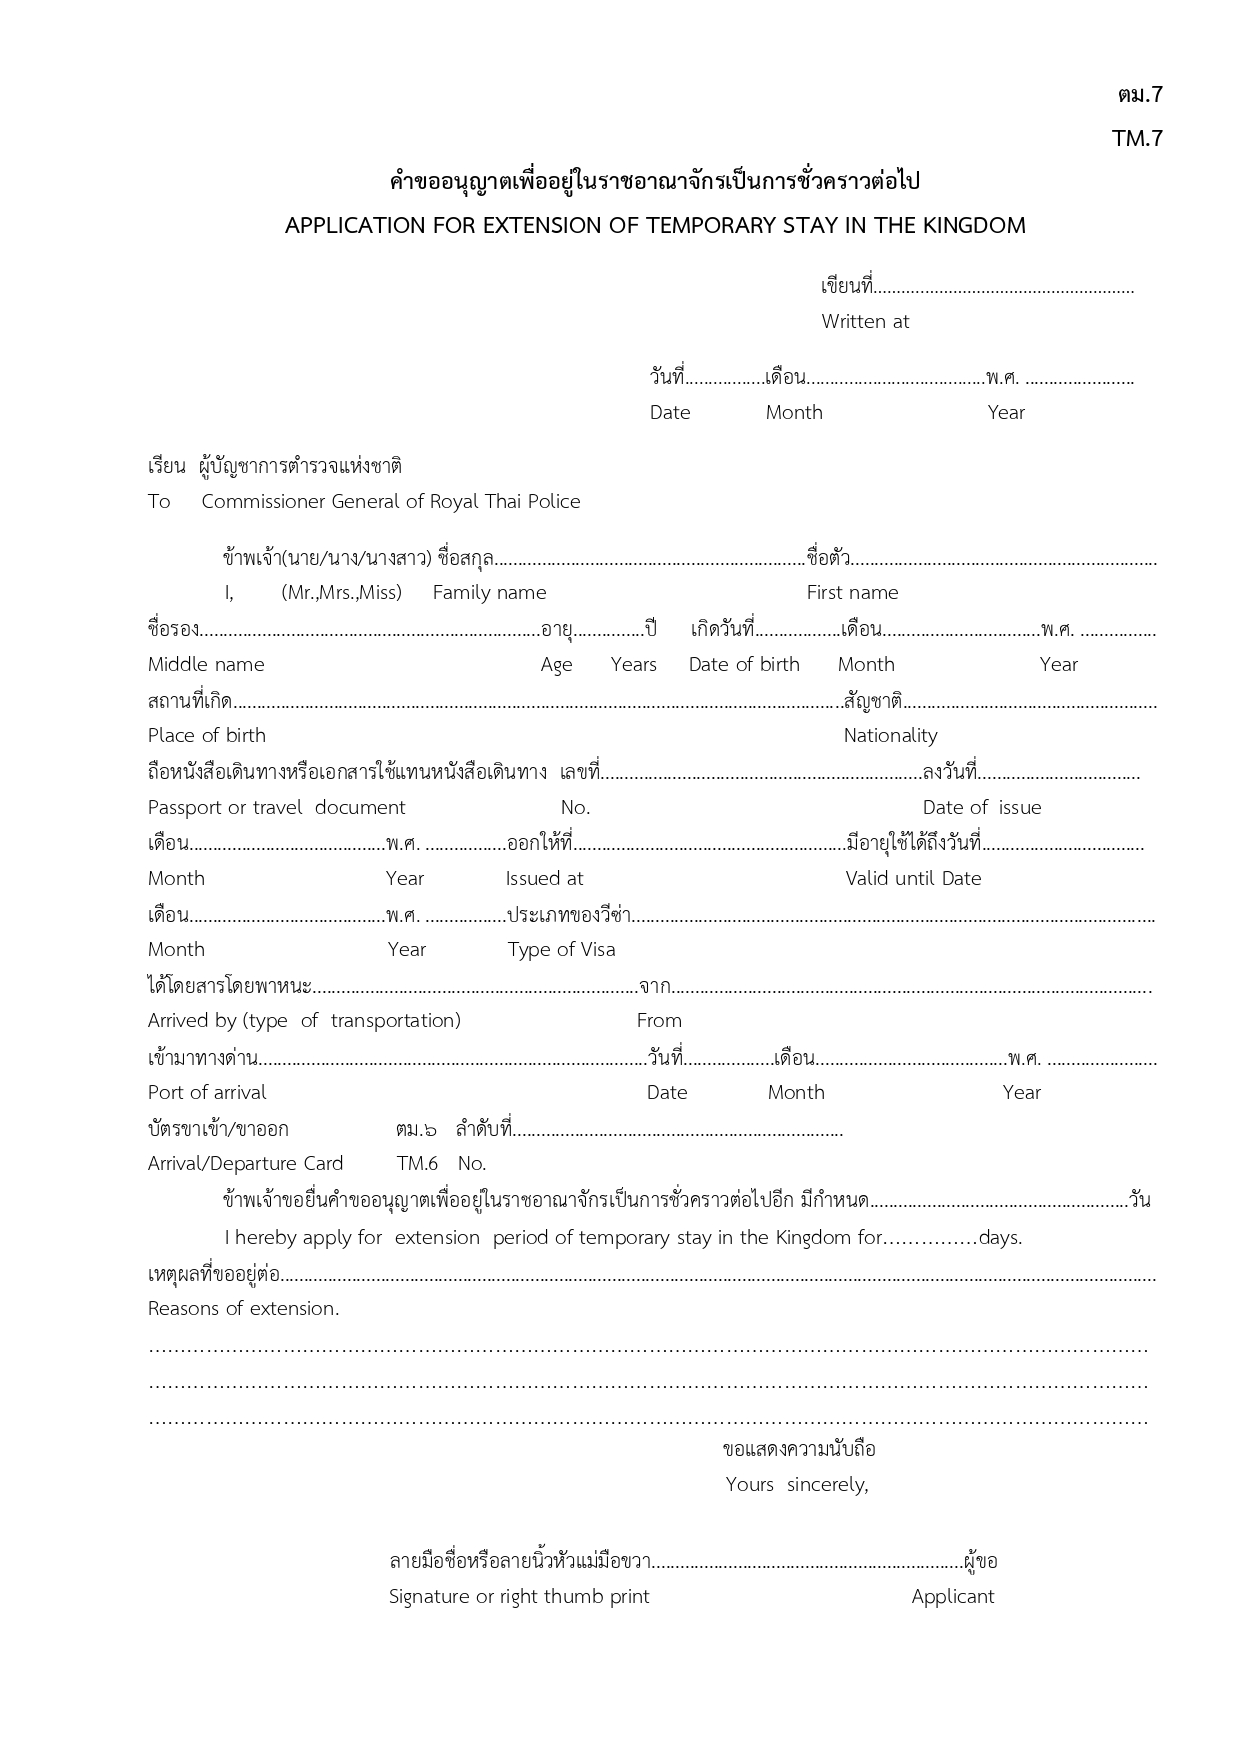 ตม.7
TM.7
คำขออนุญาตเพื่ออยู่ในราชอาณาจักรเป็นการชั่วคราวต่อไป
APPLICATION FOR EXTENSION OF TEMPORARY STAY IN THE KINGDOM
เขียนที่........................................................
Written at
วันที่.................เดือน......................................พ.ศ. .......................
Date Month Year
เรียน ผู้บัญชาการตำรวจแห่งชาติ
To Commissioner General of Royal Thai Police
ข้าพเจ้า(นาย/นาง/นางสาว) ชื่อสกุล.................................................................ชื่อตัว................................................................
I, (Mr.,Mrs.,Miss) Family name First name
ชื่อรอง.......................................................................อายุ...............ปี เกิดวันที่..................เดือน.................................พ.ศ. ................
Middle name Age Years Date of birth Month Year
สถานที่เกิด................................................................................................................................สัญชาติ.....................................................
Place of birth Nationality
ถือหนังสือเดินทางหรือเอกสารใช้แทนหนังสือเดินทาง เลขที่...................................................................ลงวันที่..................................
Passport or travel document No. Date of issue
เดือน.........................................พ.ศ. .................ออกให้ที่.........................................................มีอายุใช้ได้ถึงวันที่..................................
Month Year Issued at Valid until Date
เดือน.........................................พ.ศ. .................ประเภทของวีซ่า..............................................................................................................
Month Year Type of Visa
ได้โดยสารโดยพาหนะ....................................................................จาก.....................................................................................................
Arrived by (type of transportation) From
เข้ามาทางด่าน..................................................................................วันที่...................เดือน........................................พ.ศ. .......................
Port of arrival Date Month Year
บัตรขาเข้า/ขาออก ตม.๖ ลำดับที่.....................................................................
Arrival/Departure Card TM.6 No.
ข้าพเจ้าขอยื่นคำขออนุญาตเพื่ออยู่ในราชอาณาจักรเป็นการชั่วคราวต่อไปอีก มีกำหนด......................................................วัน
I hereby apply for extension period of temporary stay in the Kingdom for……………days.
เหตุผลที่ขออยู่ต่อ........................................................................................................................................................................................
Reasons of extension.
…………………………………………………………………………………………………………………………………………
…………………………………………………………………………………………………………………………………………
…………………………………………………………………………………………………………………………………………
ขอแสดงความนับถือ
Yours sincerely,
ลายมือชื่อหรือลายนิ้วหัวแม่มือขวา.................................................................ผู้ขอ
Signature or right thumb print Applicant